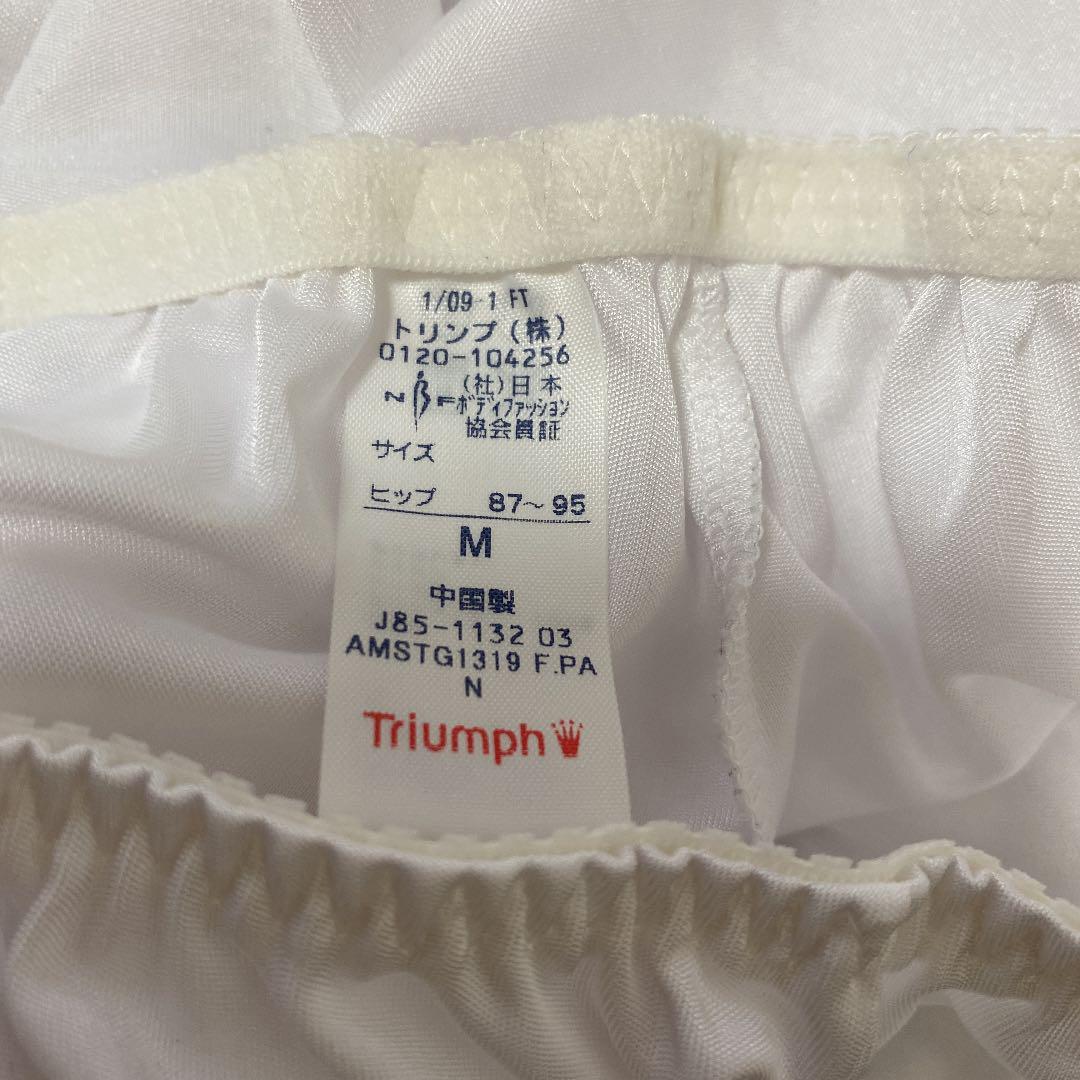 1/09-1 FT
トリンプ(株)
0120-104256
NBF (社)日本
ボディファッション
協会質証
サイズ
ヒップ 87~95
M
中国製
J85-1132 03
AMSTG1319 F.PA
N
Triumph